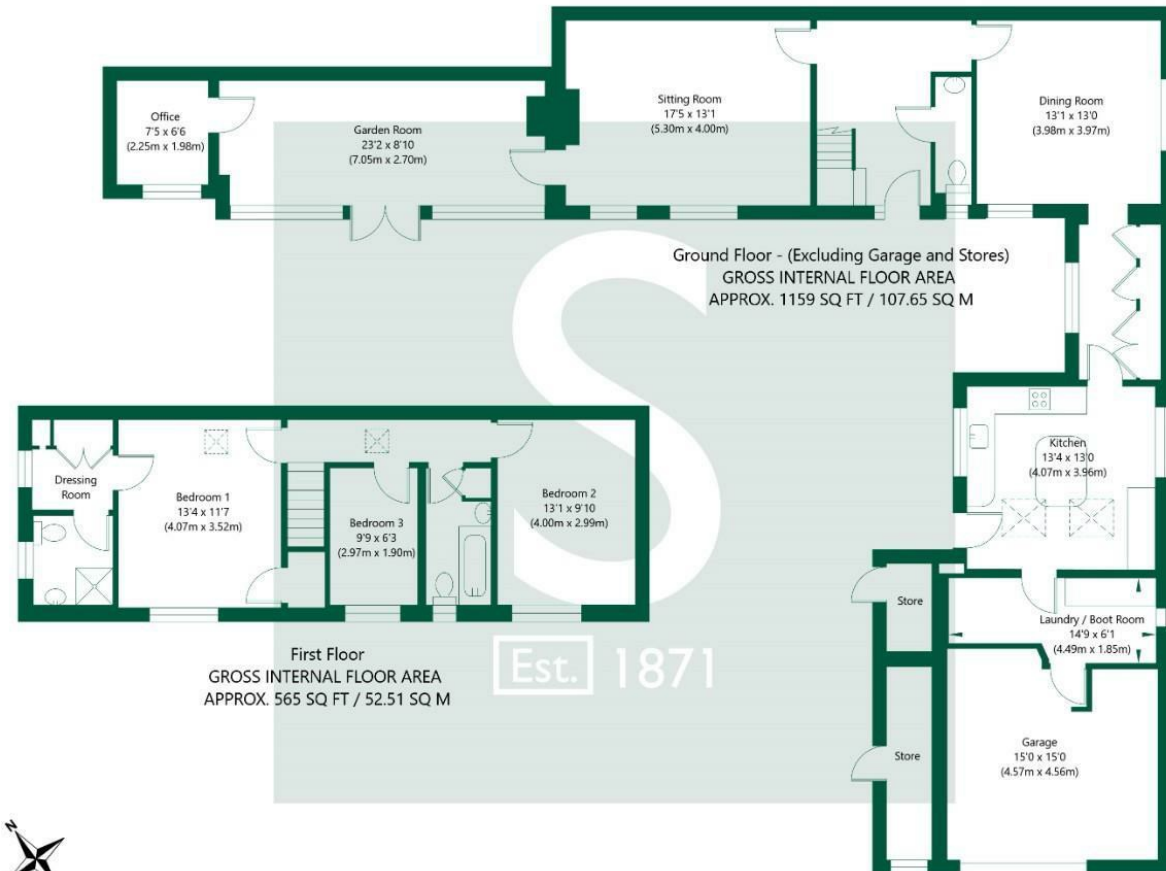 Office
7'5 x 6'6
(2.25m x 1.98m)
Garden Room
23'2 x 8'10
(7.05m x 2.70m)
Sitting Room
17'5 x 13'1
(5.30m x 4.00m)
Dining Room
13'1 x 13'0
(3.98m x 3.97m)
Ground Floor - (Excluding Garage and Stores)
GROSS INTERNAL FLOOR AREA
APPROX. 1159 SQ FT / 107.65 SQ M
Kitchen
13'4 x 13'0
(4.07m x 3.96m)
Dressing
Room
Bedroom 1
13'4 x 11'7
(4.07m x 3.52m)
Bedroom 3
9'9 x 6'3
(2.97m x 1.90m)
Bedroom 2
13'1 x 9'10
(4.00m x 2.99m)
First Floor
GROSS INTERNAL FLOOR AREA
APPROX. 565 SQ FT / 52.51 SQ M
S
Est. 1871
Store
Laundry / Boot Room
14'9 x 6'1
(4.49m x 1.85m)
Store
Garage
15'0 x 15'0
(4.57m x 4.56m)
N